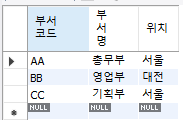 부서 코드 부서명 위치
AA 총무부 서울
BB 영업부 대전
CC 기획부 서울
NULL NULL NULL